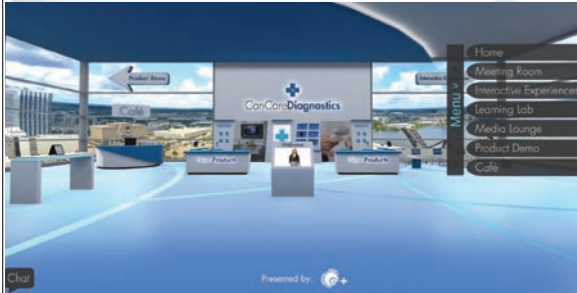 Product Demo
Café
CanCareDiagnostics
Products
Products
Menu
Home
Meeting Room
Interactive Experiences
Learning Lab
Media Lounge
Product Demo
Café
Chat
Presented by: